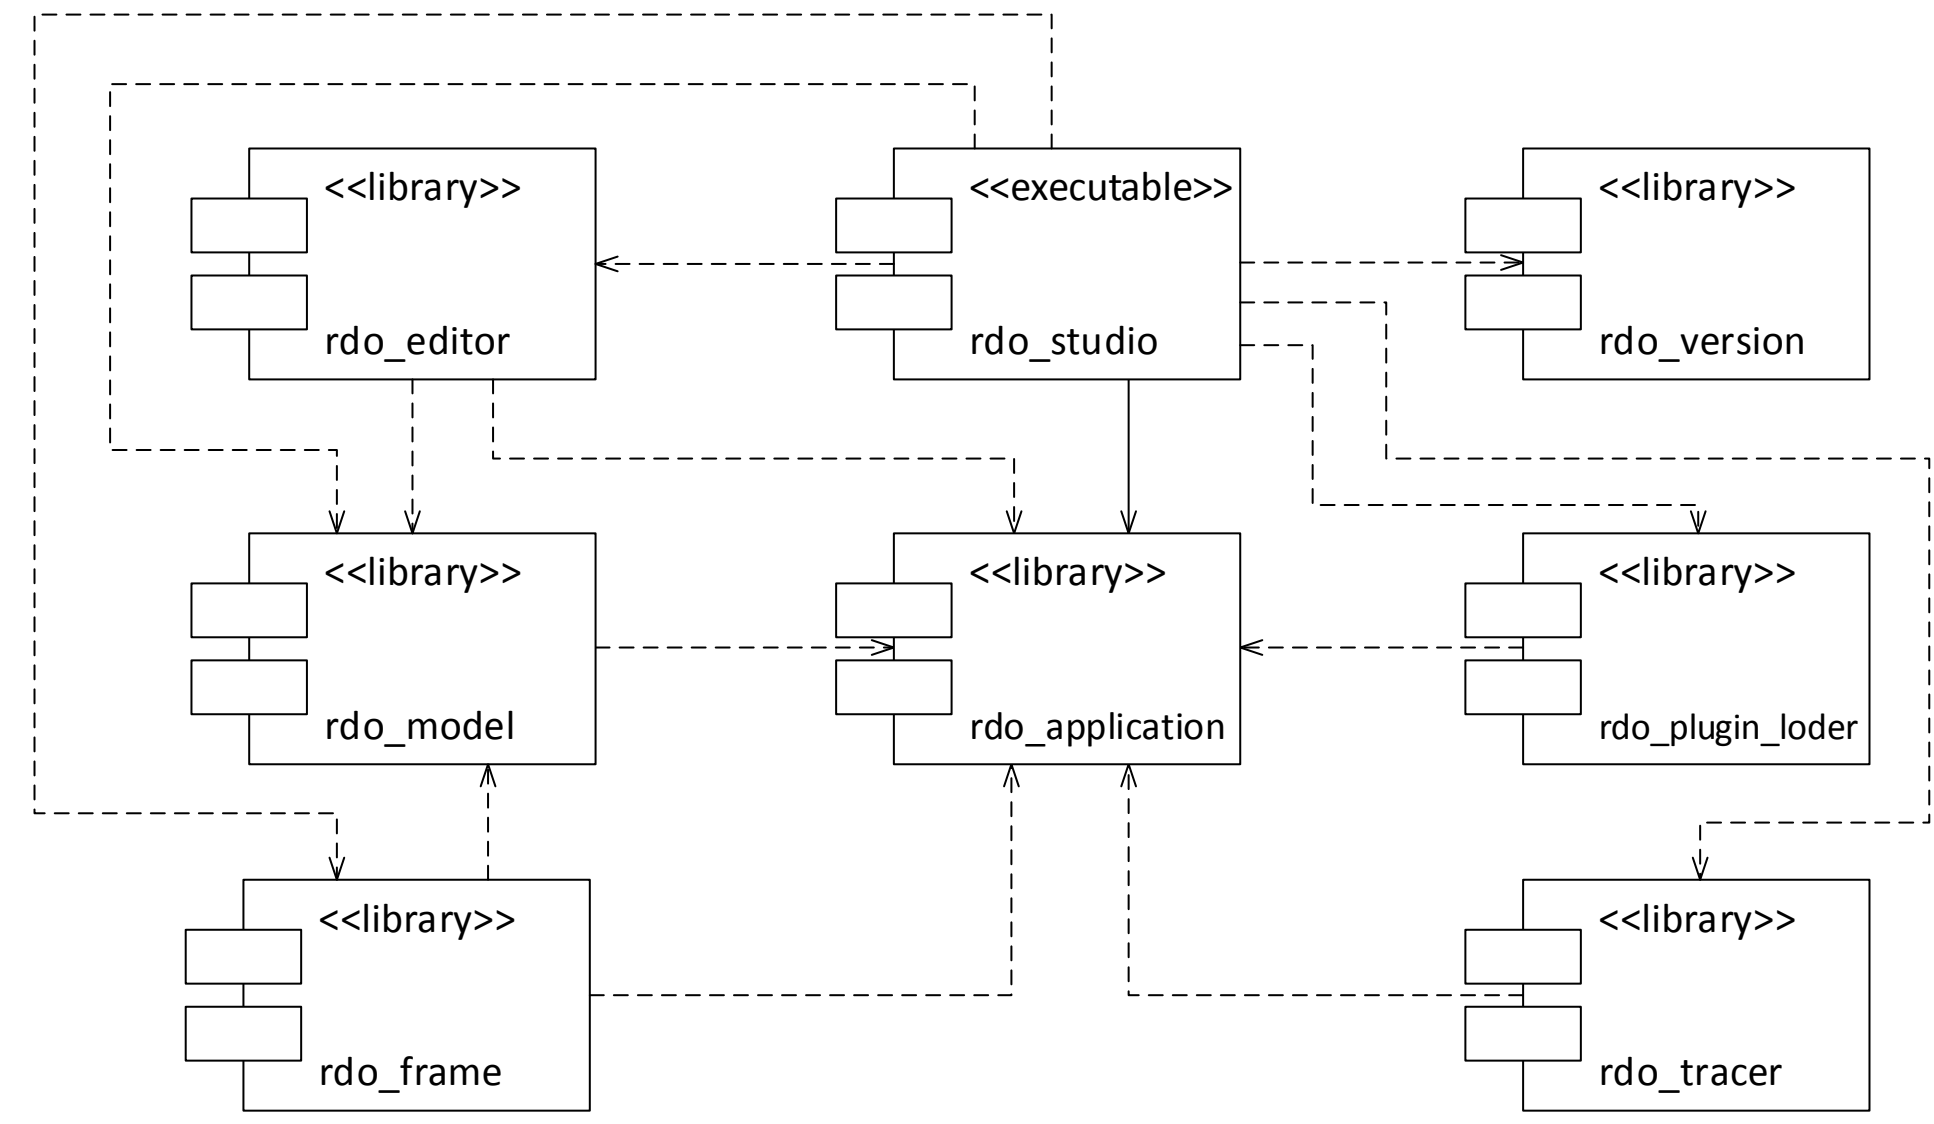 <<library>>
rdo_editor
<<executable>>
rdo_studio
<<library>>
rdo_version
<<library>>
rdo_model
<<library>>
rdo_application
<<library>>
rdo_plugin_loder
<<library>>
rdo_frame
<<library>>
rdo_tracer